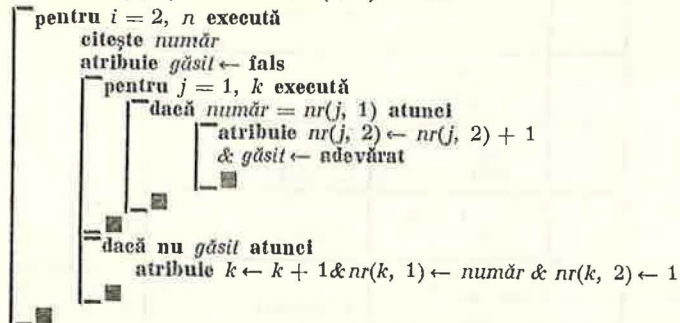 pentru i = 2, n execută
citește număr
atribuie găsit ← fals
pentru j = 1, k execută
dacă număr = nr(j, 1) atunci
atribuie nr(j, 2) ← nr(j, 2) + 1
& găsit ← adevărat
dacă nu găsit atunci
atribuie k ← k + 1 & nr(k, 1) ← număr & nr(k, 2) ← 1